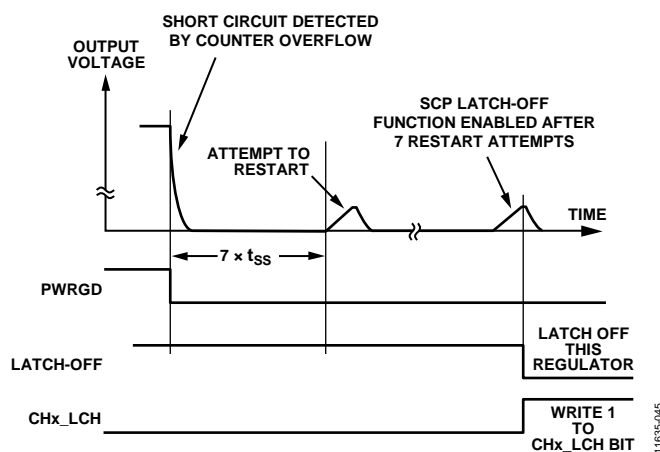 SHORT CIRCUIT DETECTED
BY COUNTER OVERFLOW
OUTPUT
VOLTAGE
SCP LATCH-OFF
FUNCTION ENABLED AFTER
7 RESTART ATTEMPTS
ATTEMPT TO
RESTART
TIME
7 × tSS
PWRGD
LATCH-OFF
LATCH OFF
THIS
REGULATOR
CHx_LCH
WRITE 1
TO
CHx_LCH BIT
11635-045